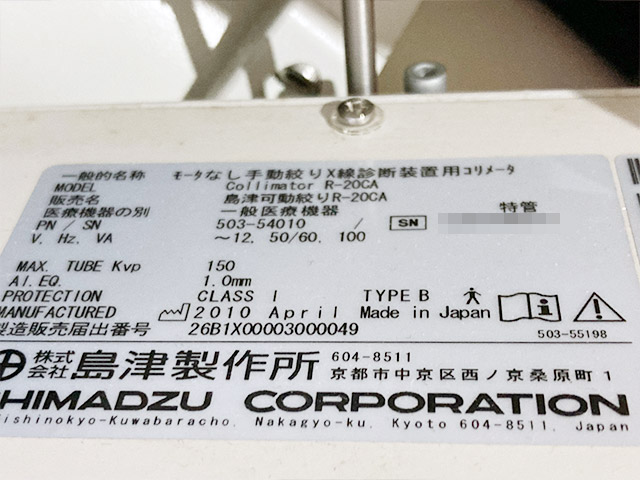 一般的名称 モータなし手動絞りX線診断装置用コリメータ
MODEL Collimator R-20CA
販売名 島津可動絞りR-20CA
医療機器の別 一般医療機器 特管
PN / SN 503-54010 / SN
V. Hz. VA ~12. 50/60. 100
MAX. TUBE Kvp 150
Al. EQ. 1.0mm
PROTECTION CLASS I TYPE B
MANUFACTURED 2010 April Made in Japan
製造販売届出番号 26B1X00003000049
503-55198
株式会社 島津製作所 604-8511
京都市中京区西ノ京桑原町1
SHIMADZU CORPORATION
Nishinokyo-Kuwabaracho, Nakagyo-ku, Kyoto 604-8511, Japan